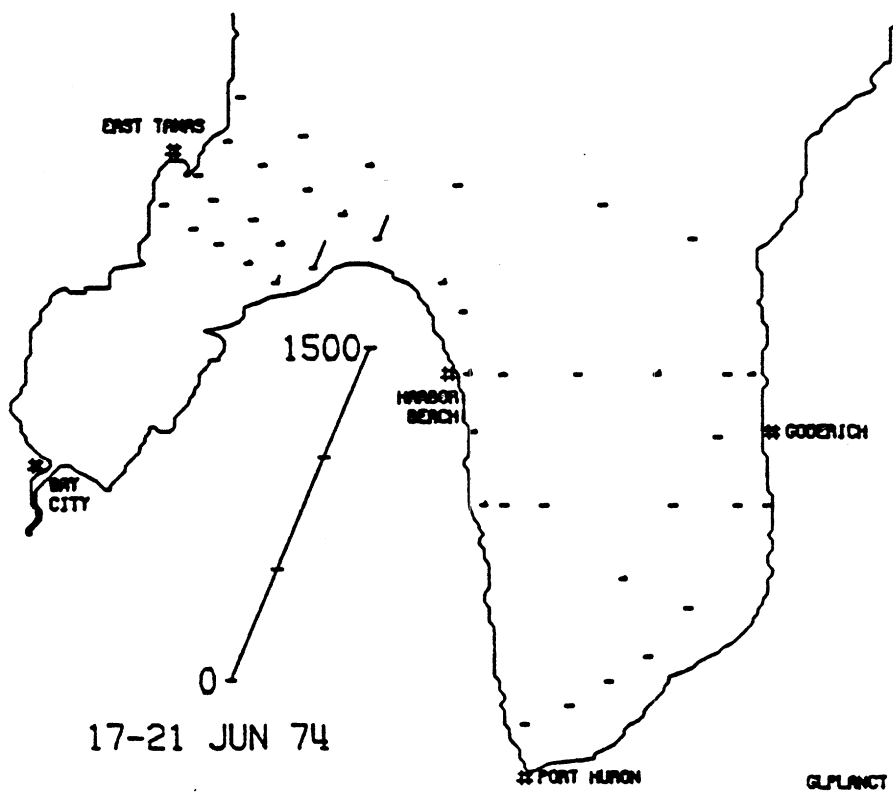 EAST TAWAS
1500
HARBOR
BEACH
# GODERICH
BAY
CITY
0
17-21 JUN 74
# PORT HURON
GLPLANCT